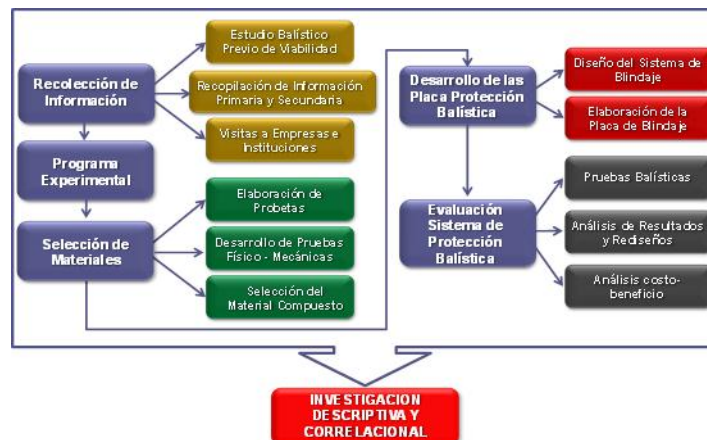 Recolección de
Información
Estudio Balístico
Previo de Viabilidad
Recopilación de Información
Primaria y Secundaria
Visitas a Empresas e
Instituciones
Programa
Experimental
Selección de
Materiales
Elaboración de
Probetas
Desarrollo de Pruebas
Físico - Mecánicas
Selección del
Material Compuesto
Desarrollo de las
Placa Protección
Balística
Diseño del Sistema de
Blindaje
Elaboración de la
Placa de Blindaje
Evaluación
Sistema de
Protección
Balística
Pruebas Balísticas
Análisis de Resultados
y Rediseños
Análisis costo-
beneficio
INVESTIGACION
DESCRIPTIVA Y
CORRELACIONAL